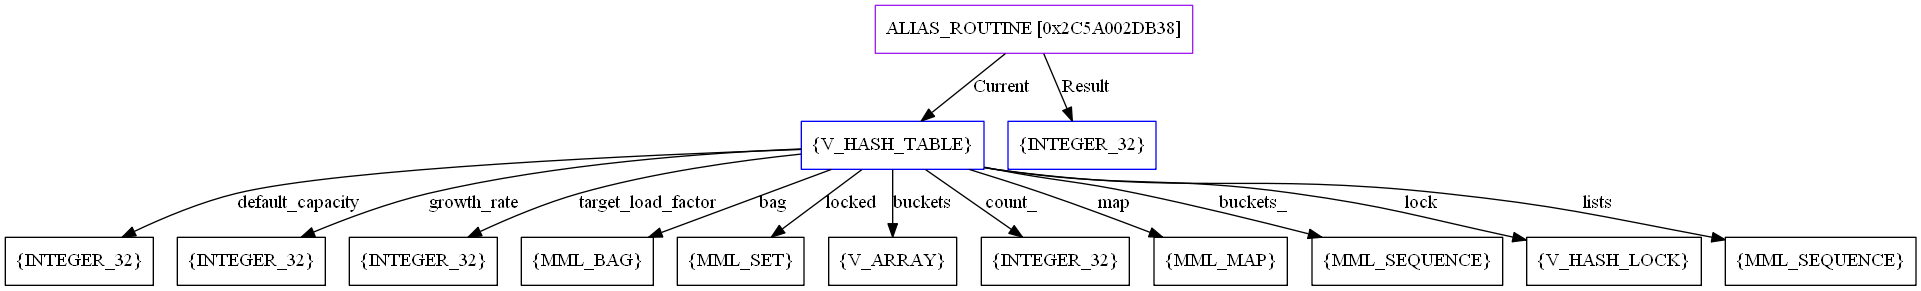 ALIAS_ROUTINE [0x2C5A002DB38]
Current
Result
{V_HASH_TABLE}
{INTEGER_32}
default_capacity
growth_rate
target_load_factor
bag
locked
buckets
count_
map
buckets_
lock
lists
{INTEGER_32}
{INTEGER_32}
{INTEGER_32}
{MML_BAG}
{MML_SET}
{V_ARRAY}
{INTEGER_32}
{MML_MAP}
{MML_SEQUENCE}
{V_HASH_LOCK}
{MML_SEQUENCE}